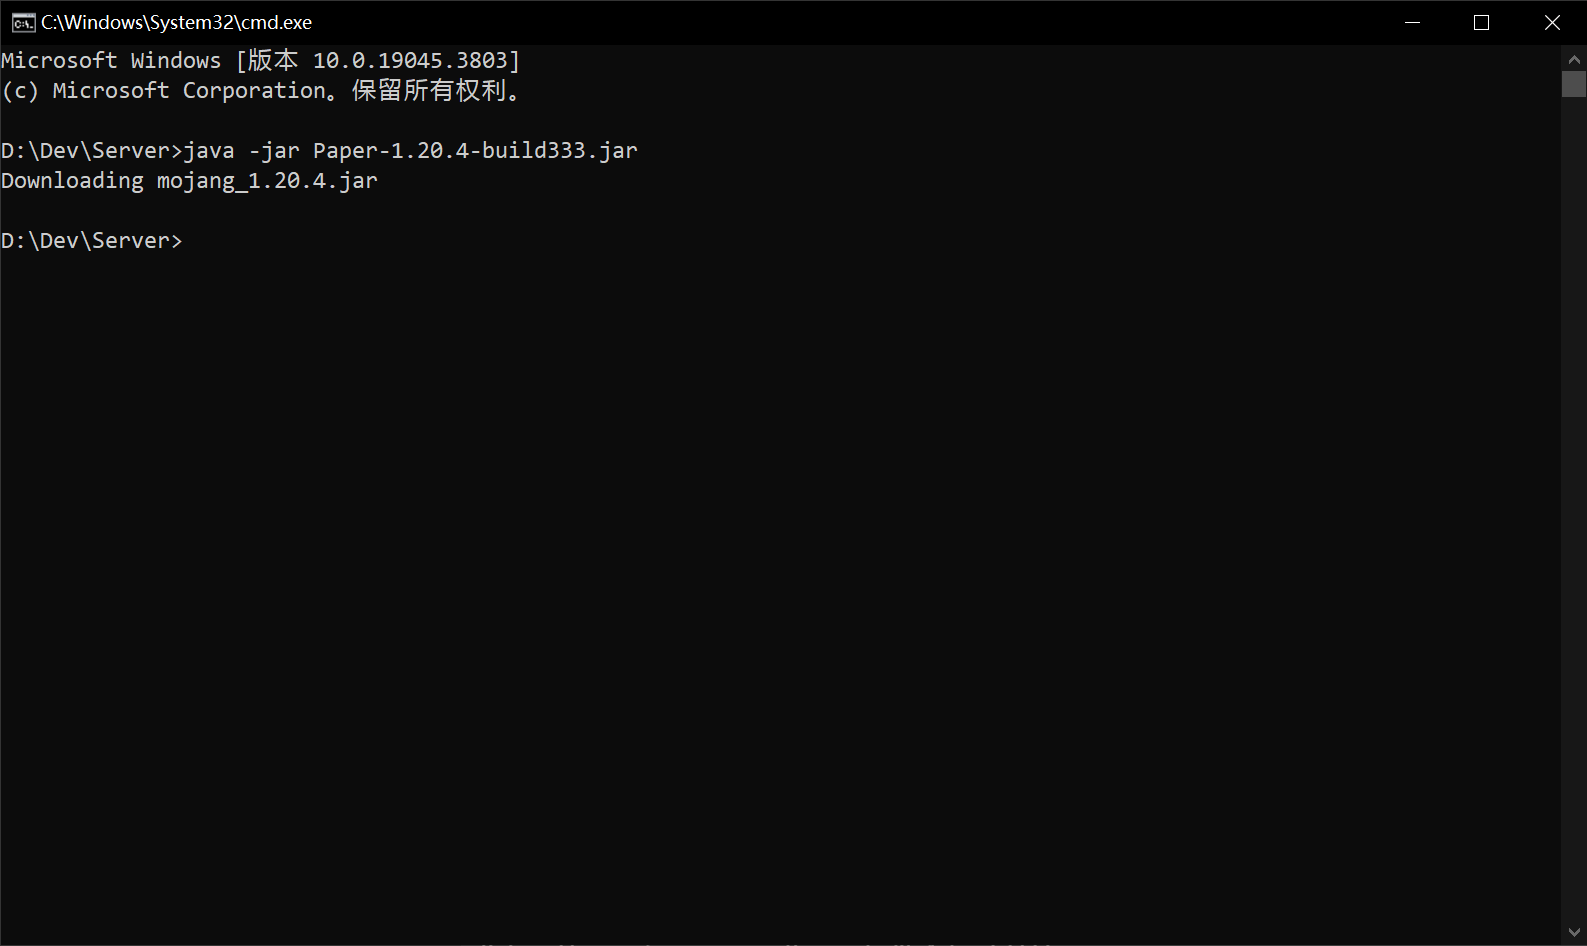 C:\Windows\System32\cmd.exe
Microsoft Windows [版本 10.0.19045.3803]
(c) Microsoft Corporation。保留所有权利。
D:\Dev\Server>java -jar Paper-1.20.4-build333.jar
Downloading mojang_1.20.4.jar
D:\Dev\Server>